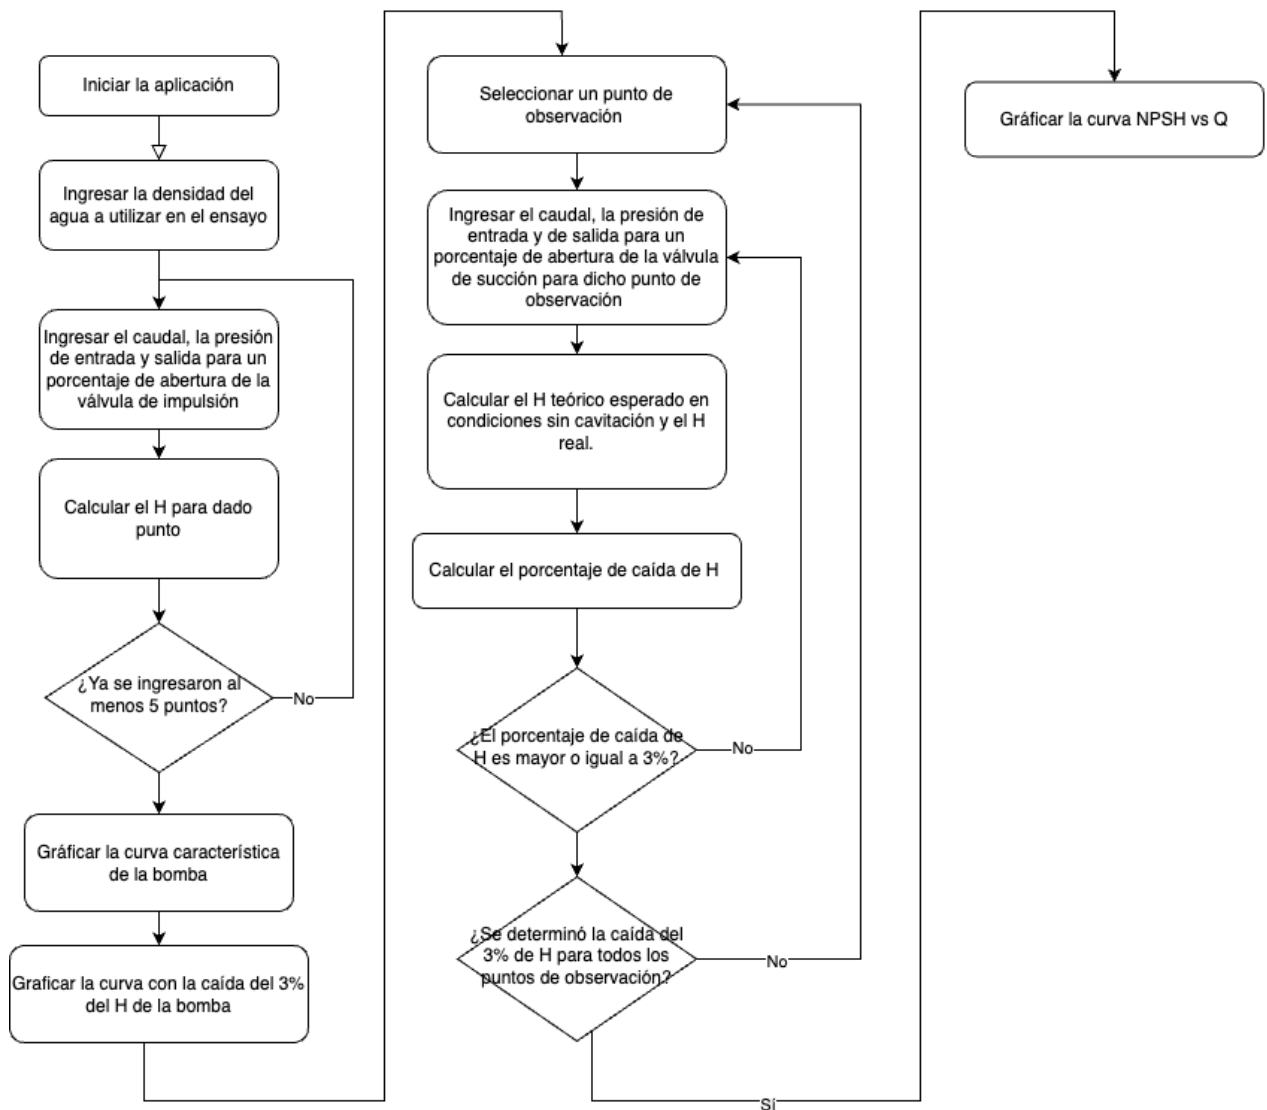 Iniciar la aplicación
Ingresar la densidad del
agua a utilizar en el ensayo
Ingresar el caudal, la presión
de entrada y salida para un
porcentaje de abertura de la
válvula de impulsión
Calcular el H para dado
punto
¿Ya se ingresaron al
menos 5 puntos?
No
Gráficar la curva característica
de la bomba
Graficar la curva con la caída del 3%
del H de la bomba
Seleccionar un punto de
observación
Ingresar el caudal, la presión de
entrada y de salida para un
porcentaje de abertura de la válvula
de succión para dicho punto de
observación
Calcular el H teórico esperado en
condiciones sin cavitación y el H
real.
Calcular el porcentaje de caída de H
¿El porcentaje de caída de
H es mayor o igual a 3%?
No
¿Se determinó la caída del
3% de H para todos los
puntos de observación?
No
Sí
Gráficar la curva NPSH vs Q